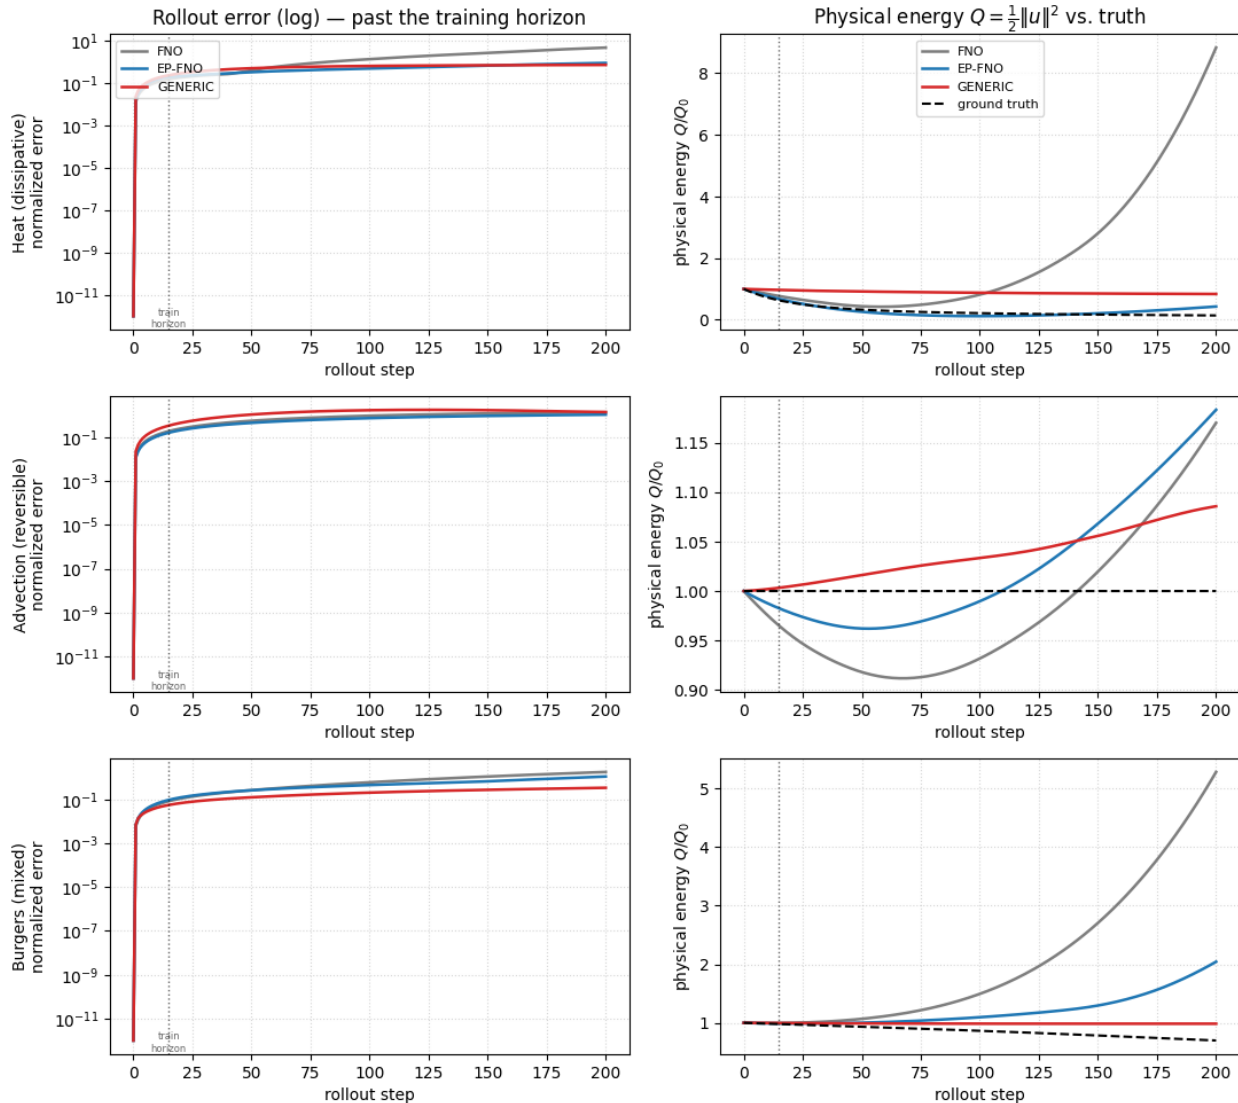 Rollout error (log) — past the training horizon
Heat (dissipative)
normalized error
10¹
10⁻¹
10⁻³
10⁻⁵
10⁻⁷
10⁻⁹
10⁻¹¹
FNO
EP-FNO
GENERIC
train
horizon
0 25 50 75 100 125 150 175 200
rollout step
Physical energy Q = ½‖u‖² vs. truth
physical energy Q/Q₀
8
6
4
2
0
FNO
EP-FNO
GENERIC
ground truth
0 25 50 75 100 125 150 175 200
rollout step
Advection (reversible)
normalized error
10⁻¹
10⁻³
10⁻⁵
10⁻⁷
10⁻⁹
10⁻¹¹
train
horizon
0 25 50 75 100 125 150 175 200
rollout step
physical energy Q/Q₀
1.15
1.10
1.05
1.00
0.95
0.90
0 25 50 75 100 125 150 175 200
rollout step
Burgers (mixed)
normalized error
10⁻¹
10⁻³
10⁻⁵
10⁻⁷
10⁻⁹
10⁻¹¹
train
horizon
0 25 50 75 100 125 150 175 200
rollout step
physical energy Q/Q₀
5
4
3
2
1
0 25 50 75 100 125 150 175 200
rollout step